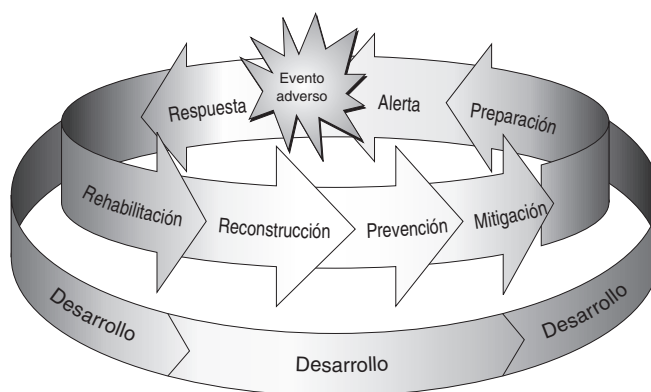 Evento
adverso
Respuesta
Alerta
Preparación
Rehabilitación
Reconstrucción
Prevención
Mitigación
Desarrollo
Desarrollo
Desarrollo